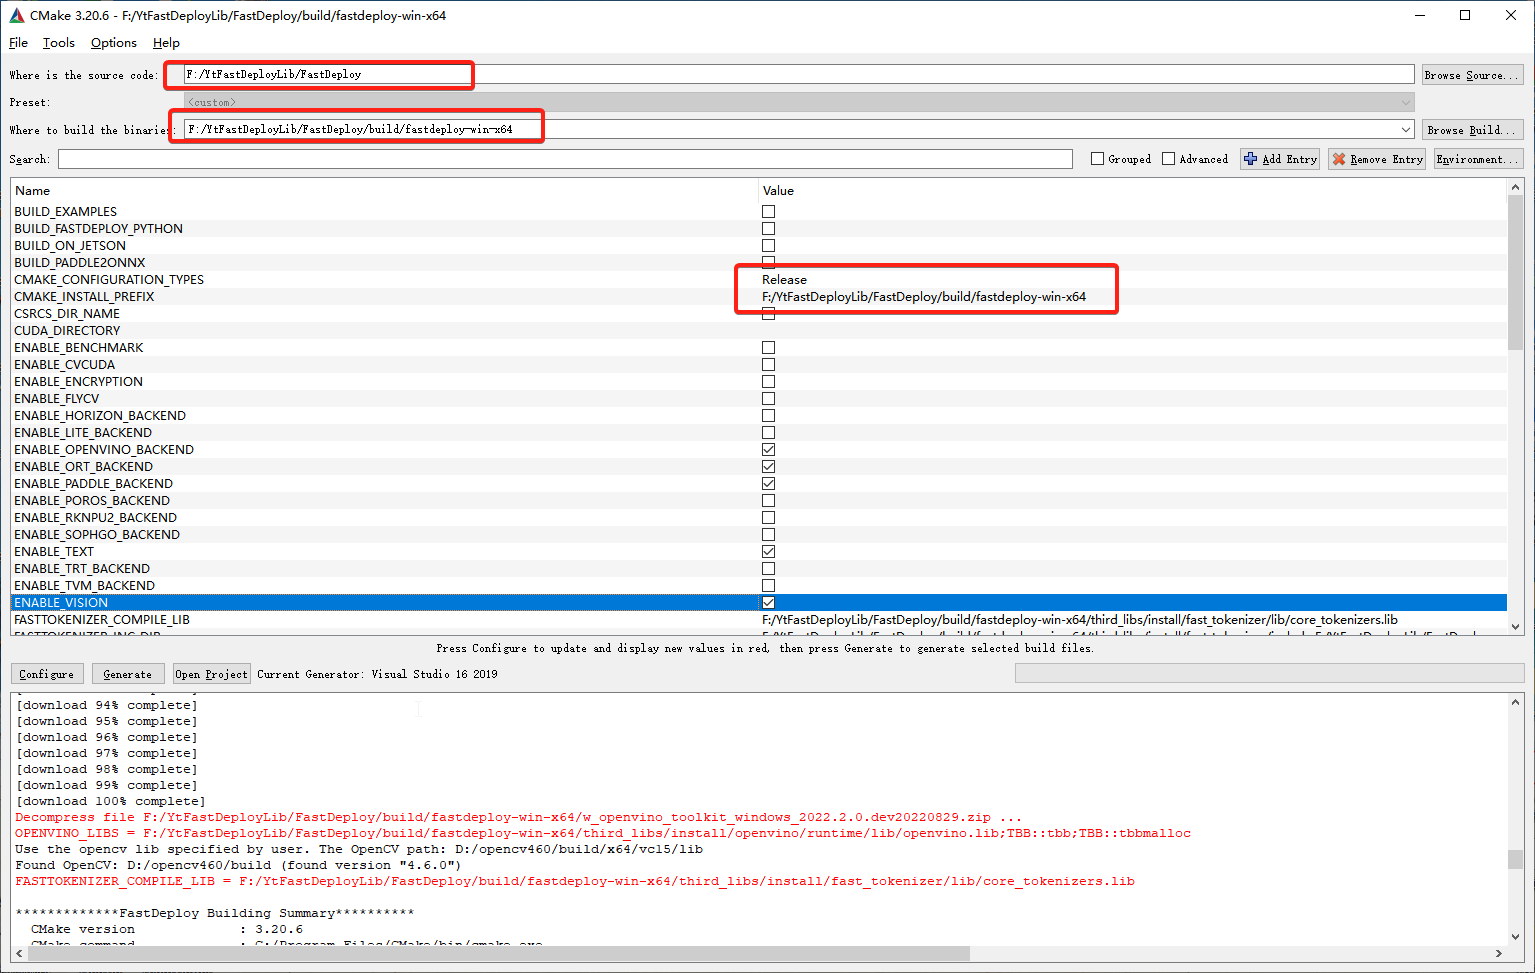 CMake 3.20.6 - F:/YtFastDeployLib/FastDeploy/build/fastdeploy-win-x64
File Tools Options Help
Where is the source code: F:/YtFastDeployLib/FastDeploy Browse Source...
Preset: <custom>
Where to build the binaries: F:/YtFastDeployLib/FastDeploy/build/fastdeploy-win-x64 Browse Build...
Search: Grouped Advanced Add Entry Remove Entry Environment...
Name Value
BUILD_EXAMPLES
BUILD_FASTDEPLOY_PYTHON
BUILD_ON_JETSON
BUILD_PADDLE2ONNX
CMAKE_CONFIGURATION_TYPES Release
CMAKE_INSTALL_PREFIX F:/YtFastDeployLib/FastDeploy/build/fastdeploy-win-x64
CSRCS_DIR_NAME
CUDA_DIRECTORY
ENABLE_BENCHMARK
ENABLE_CVCUDA
ENABLE_ENCRYPTION
ENABLE_FLYCV
ENABLE_HORIZON_BACKEND
ENABLE_LITE_BACKEND
ENABLE_OPENVINO_BACKEND
ENABLE_ORT_BACKEND
ENABLE_PADDLE_BACKEND
ENABLE_POROS_BACKEND
ENABLE_RKNPU2_BACKEND
ENABLE_SOPHGO_BACKEND
ENABLE_TEXT
ENABLE_TRT_BACKEND
ENABLE_TVM_BACKEND
ENABLE_VISION
FASTTOKENIZER_COMPILE_LIB F:/YtFastDeployLib/FastDeploy/build/fastdeploy-win-x64/third_libs/install/fast_tokenizer/lib/core_tokenizers.lib
Press Configure to update and display new values in red, then press Generate to generate selected build files.
Configure Generate Open Project Current Generator: Visual Studio 16 2019
[download 94% complete]
[download 95% complete]
[download 96% complete]
[download 97% complete]
[download 98% complete]
[download 99% complete]
[download 100% complete]
Decompress file F:/YtFastDeployLib/FastDeploy/build/fastdeploy-win-x64/w_openvino_toolkit_windows_2022.2.0.dev20220829.zip ...
OPENVINO_LIBS = F:/YtFastDeployLib/FastDeploy/build/fastdeploy-win-x64/third_libs/install/openvino/runtime/lib/openvino.lib;TBB::tbb;TBB::tbbmalloc
Use the opencv lib specified by user. The OpenCV path: D:/opencv460/build/x64/vc15/lib
Found OpenCV: D:/opencv460/build (found version "4.6.0")
FASTTOKENIZER_COMPILE_LIB = F:/YtFastDeployLib/FastDeploy/build/fastdeploy-win-x64/third_libs/install/fast_tokenizer/lib/core_tokenizers.lib
*************FastDeploy Building Summary**********
CMake version : 3.20.6
CMake command : C:/Program Files/CMake/bin/cmake.exe